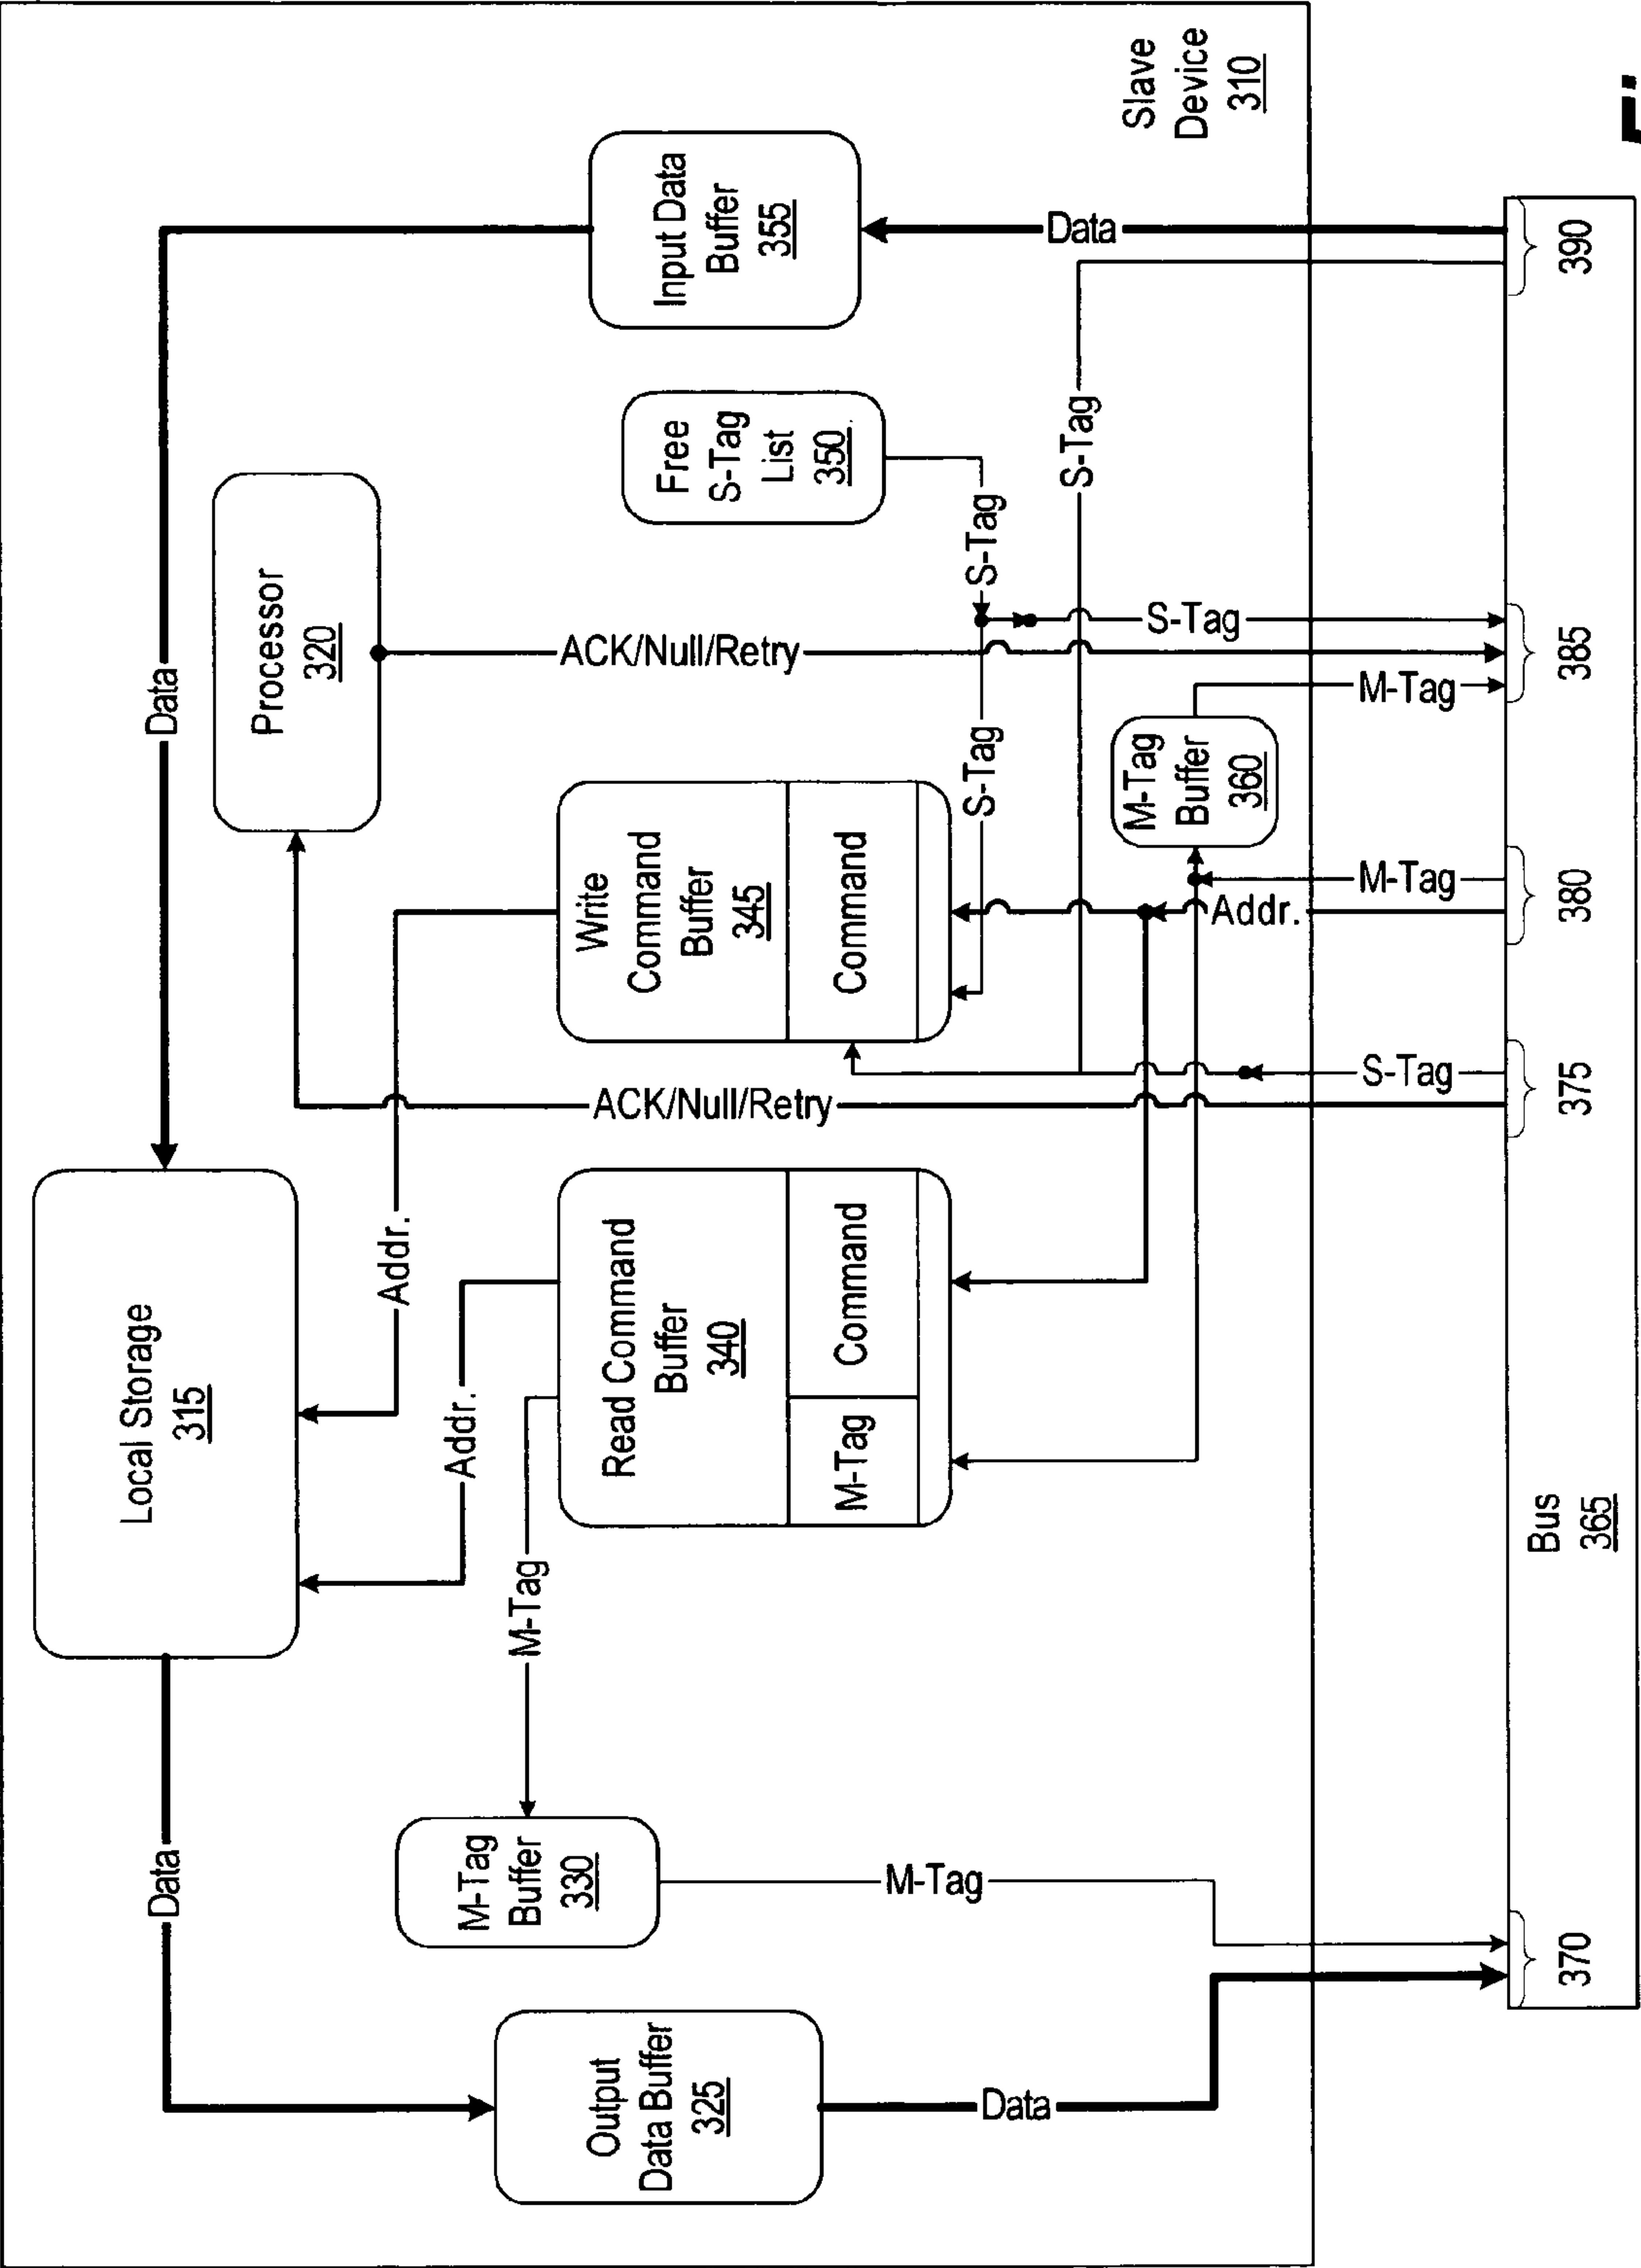 Data
Local Storage
315
Data
Processor
320
Addr.
Addr.
M-Tag
M-Tag
Buffer
330
Output
Data Buffer
325
Read Command
Buffer
340
M-Tag
Command
Write
Command
Buffer
345
Command
ACK/Null/Retry
ACK/Null/Retry
Free
S-Tag
List
350
Input Data
Buffer
355
M-Tag
Data
S-Tag
S-Tag
S-Tag
Data
M-Tag
Buffer
360
Addr.
S-Tag
Slave
Device
310
S-Tag
M-Tag
M-Tag
Bus
365
370
375
380
385
390